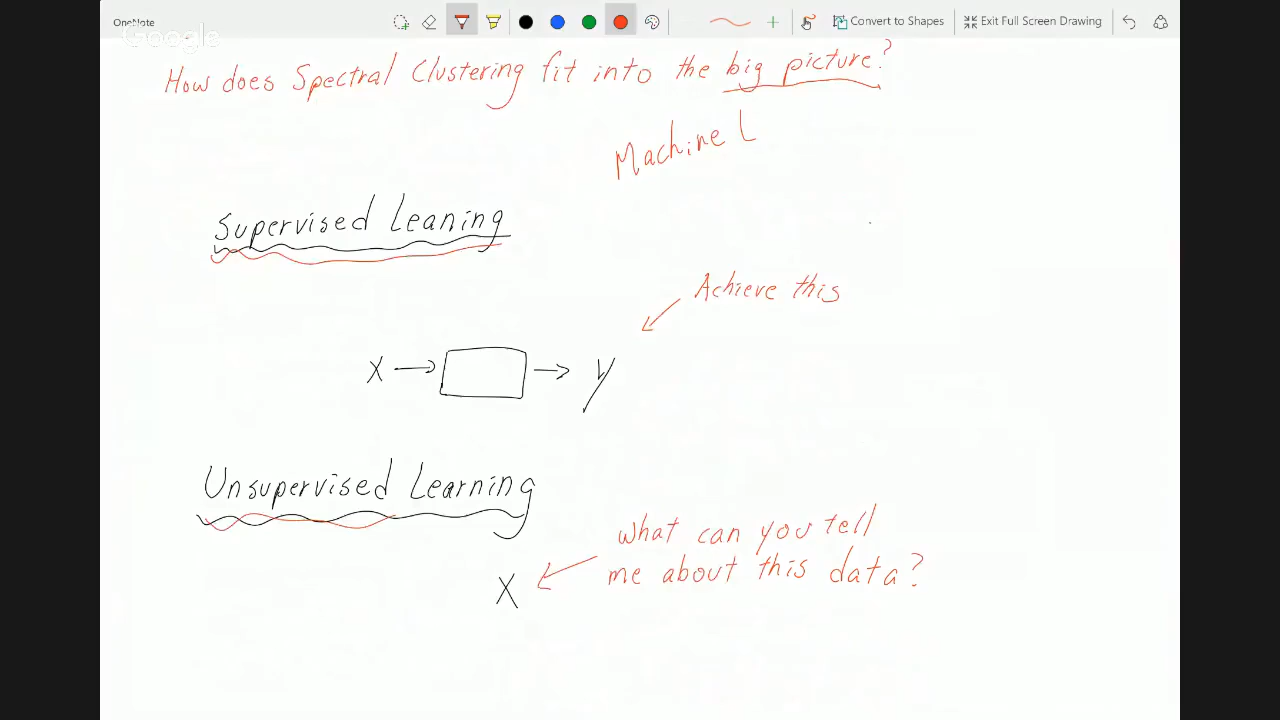 OneNote
Convert to Shapes
Exit Full Screen Drawing
Google
How does Spectral Clustering fit into the big picture?
Machine L
Supervised Leaning
Achieve this
X → → y
Unsupervised Learning
what can you tell
me about this data?
X